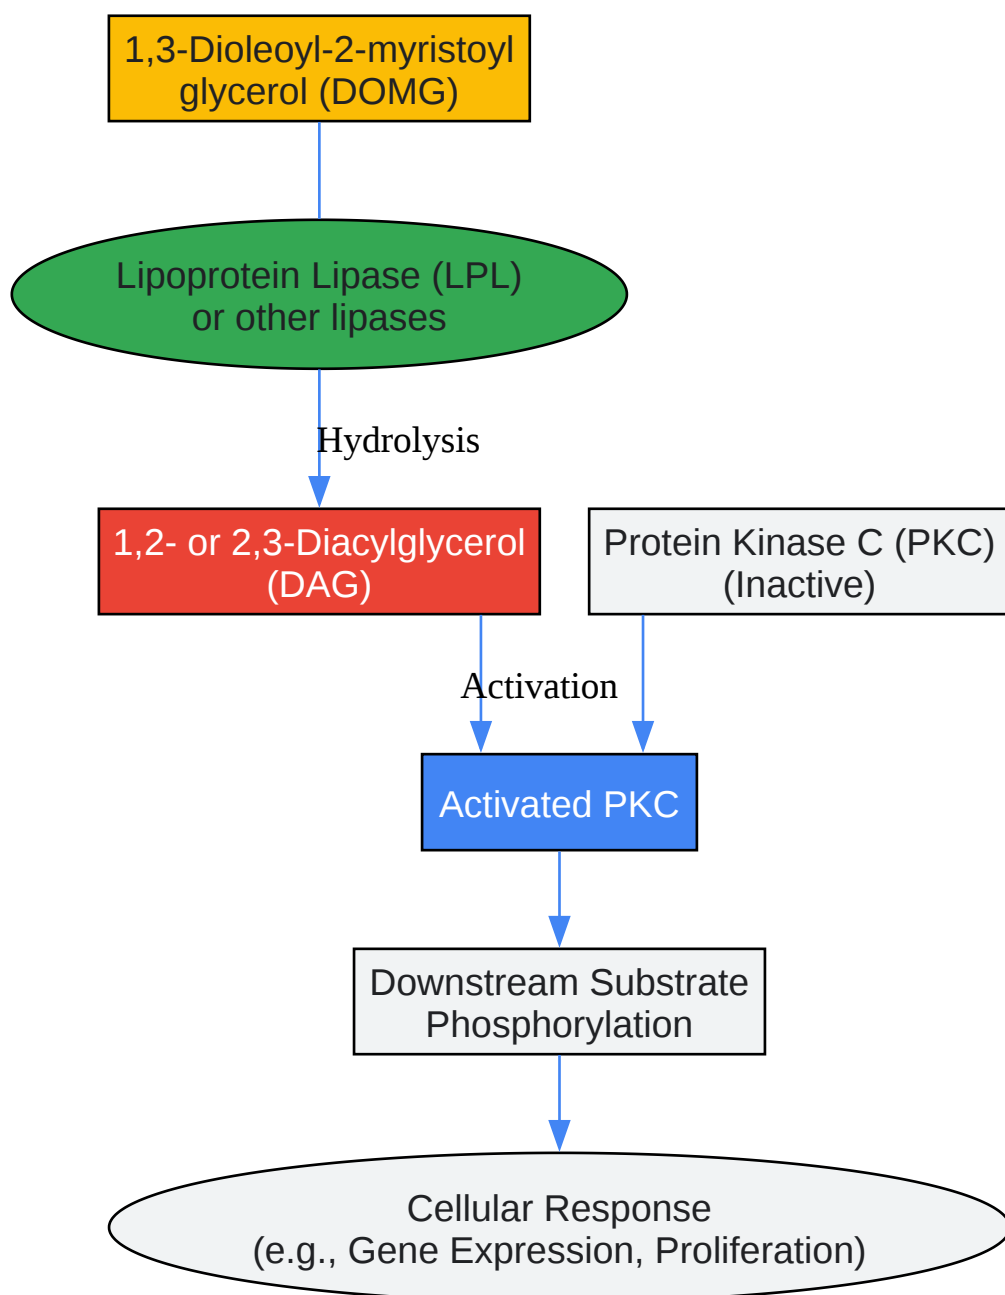 1,3-Dioleoyl-2-myristoyl
glycerol (DOMG)
Lipoprotein Lipase (LPL)
or other lipases
Hydrolysis
1,2- or 2,3-Diacylglycerol
(DAG)
Protein Kinase C (PKC)
(Inactive)
Activation
Activated PKC
Downstream Substrate
Phosphorylation
Cellular Response
(e.g., Gene Expression, Proliferation)